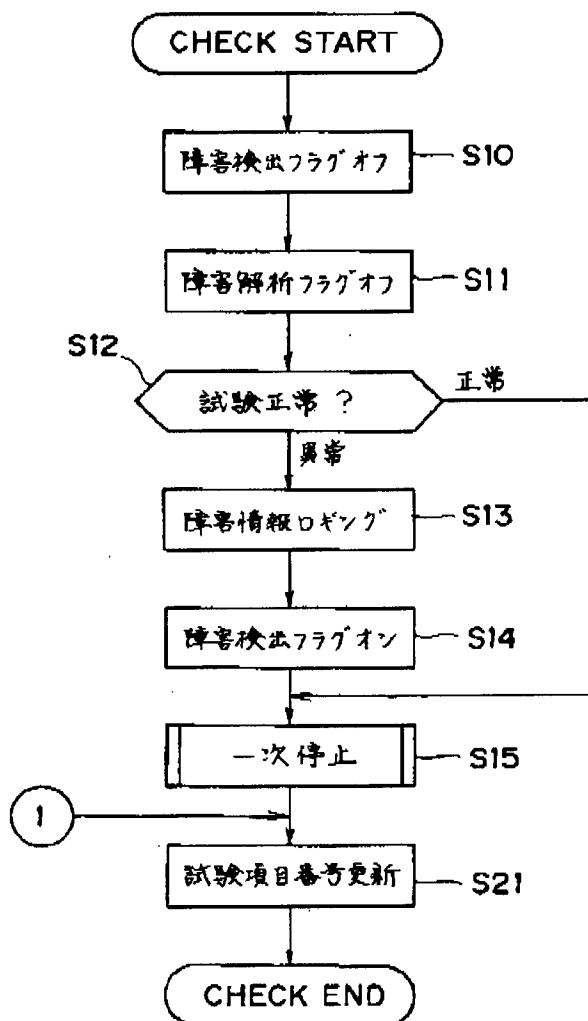 CHECK START
障害検出フラグオフ
S10
障害解析フラグオフ
S11
S12
試験正常？
正常
異常
障害情報ロギング
S13
障害検出フラグオン
S14
一次停止
S15
1
試験項目番号更新
S21
CHECK END